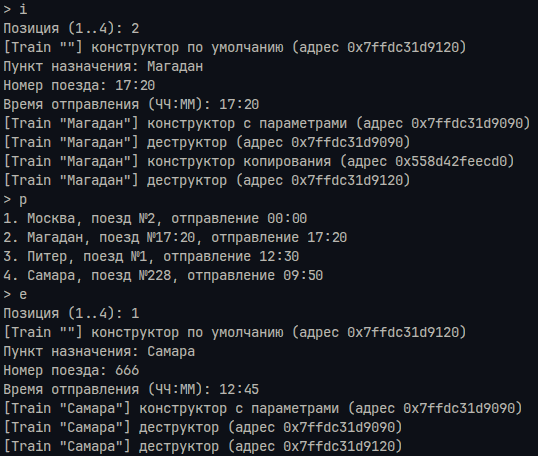 > i
Позиция (1..4): 2
[Train ""] конструктор по умолчанию (адрес 0x7ffdc31d9120)
Пункт назначения: Магадан
Номер поезда: 17:20
Время отправления (ЧЧ:ММ): 17:20
[Train "Магадан"] конструктор с параметрами (адрес 0x7ffdc31d9090)
[Train "Магадан"] деструктор (адрес 0x7ffdc31d9090)
[Train "Магадан"] конструктор копирования (адрес 0x558d42feecd0)
[Train "Магадан"] деструктор (адрес 0x7ffdc31d9120)
> p
1. Москва, поезд №2, отправление 00:00
2. Магадан, поезд №17:20, отправление 17:20
3. Питер, поезд №1, отправление 12:30
4. Самара, поезд №228, отправление 09:50
> e
Позиция (1..4): 1
[Train ""] конструктор по умолчанию (адрес 0x7ffdc31d9120)
Пункт назначения: Самара
Номер поезда: 666
Время отправления (ЧЧ:ММ): 12:45
[Train "Самара"] конструктор с параметрами (адрес 0x7ffdc31d9090)
[Train "Самара"] деструктор (адрес 0x7ffdc31d9090)
[Train "Самара"] деструктор (адрес 0x7ffdc31d9120)